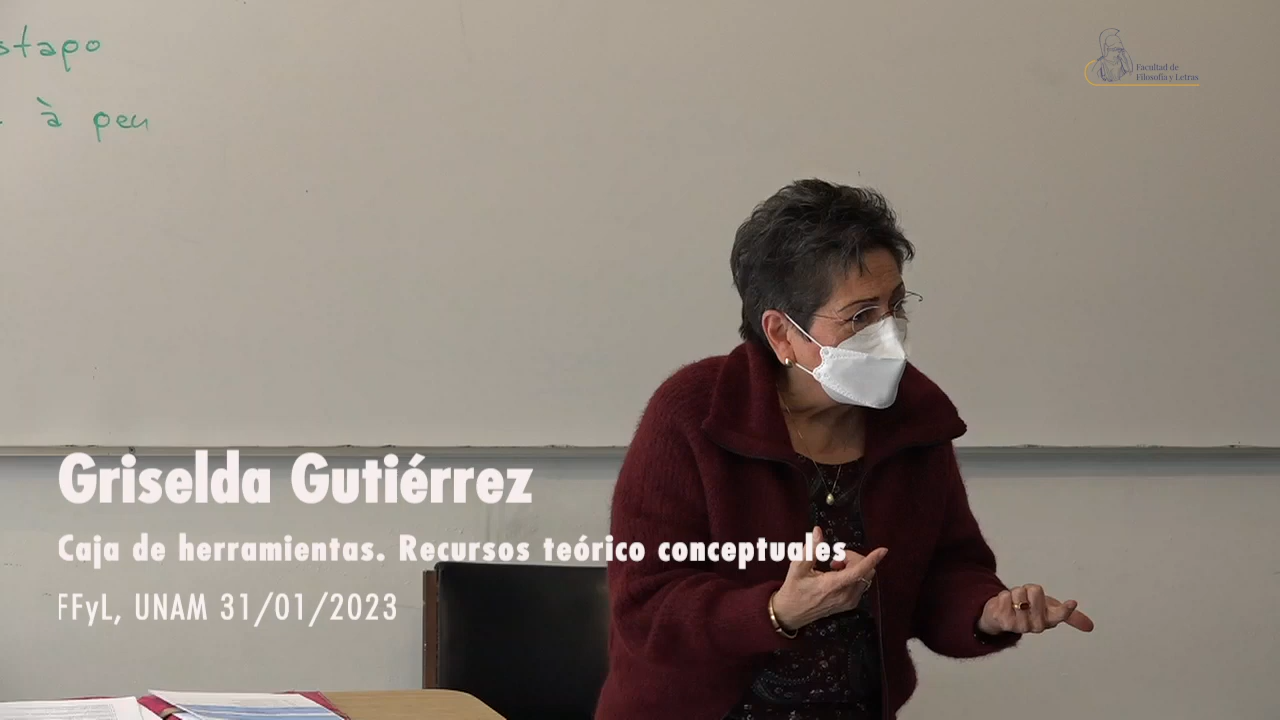 stapo
à peu
Facultad de
Filosofía y Letras
Griselda Gutiérrez
Caja de herramientas. Recursos teórico conceptuales
FFyL, UNAM 31/01/2023